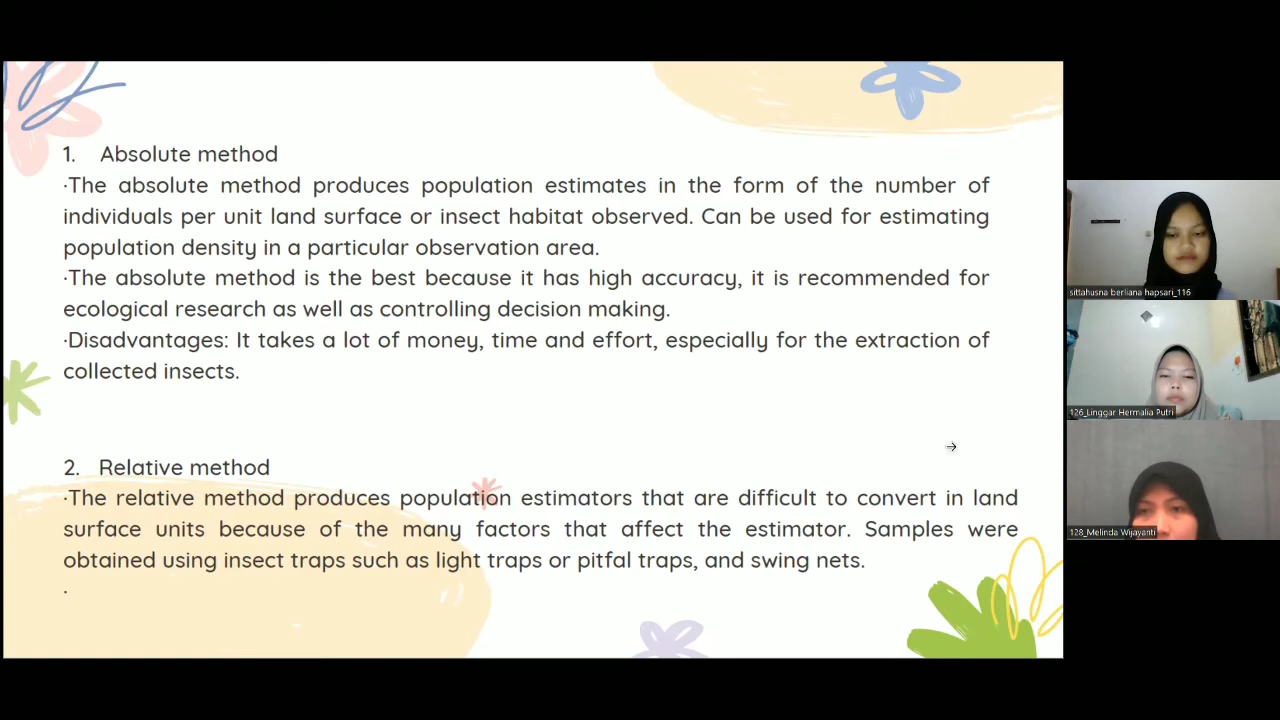 1. Absolute method
·The absolute method produces population estimates in the form of the number of
individuals per unit land surface or insect habitat observed. Can be used for estimating
population density in a particular observation area.
·The absolute method is the best because it has high accuracy, it is recommended for
ecological research as well as controlling decision making.
·Disadvantages: It takes a lot of money, time and effort, especially for the extraction of
collected insects.
2. Relative method
·The relative method produces population estimators that are difficult to convert in land
surface units because of the many factors that affect the estimator. Samples were
obtained using insect traps such as light traps or pitfal traps, and swing nets.
·
sittahusna berliana hapsari_116
126_Linggar Hermalia Putri
128_Melinda Wijayanti